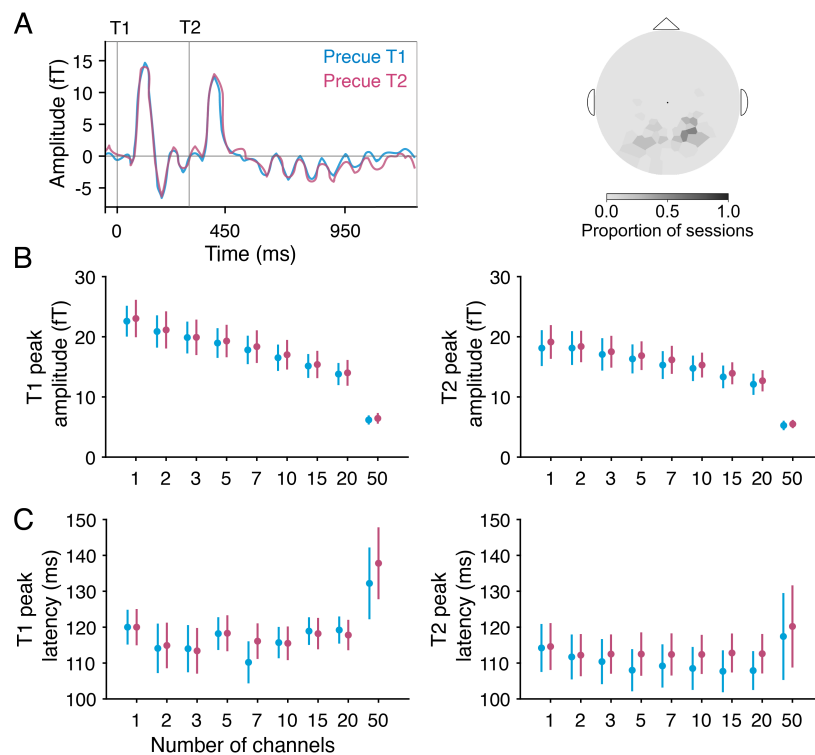 A
T1 T2
Precue T1
Precue T2
Amplitude (fT)
15
10
5
0
-5
0 450 950
Time (ms)
0.0 0.5 1.0
Proportion of sessions
B
T1 peak
amplitude (fT)
30
20
10
0
1 2 3 5 7 10 15 20 50
T2 peak
amplitude (fT)
30
20
10
0
1 2 3 5 7 10 15 20 50
C
T1 peak
latency (ms)
150
140
130
120
110
100
1 2 3 5 7 10 15 20 50
Number of channels
T2 peak
latency (ms)
150
140
130
120
110
100
1 2 3 5 7 10 15 20 50